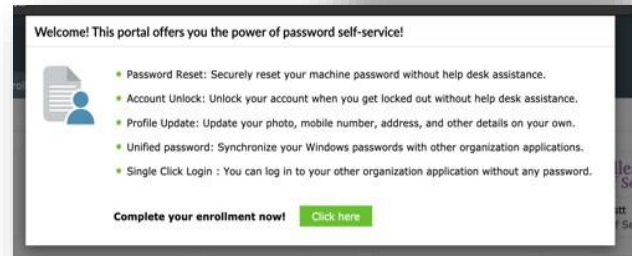 Welcome! This portal offers you the power of password self-service!
Password Reset: Securely reset your machine password without help desk assistance.
Account Unlock: Unlock your account when you get locked out without help desk assistance.
Profile Update: Update your photo, mobile number, address, and other details on your own.
Unified password: Synchronize your Windows passwords with other organization applications.
Single Click Login : You can log in to your other organization application without any password.
Complete your enrollment now! Click here